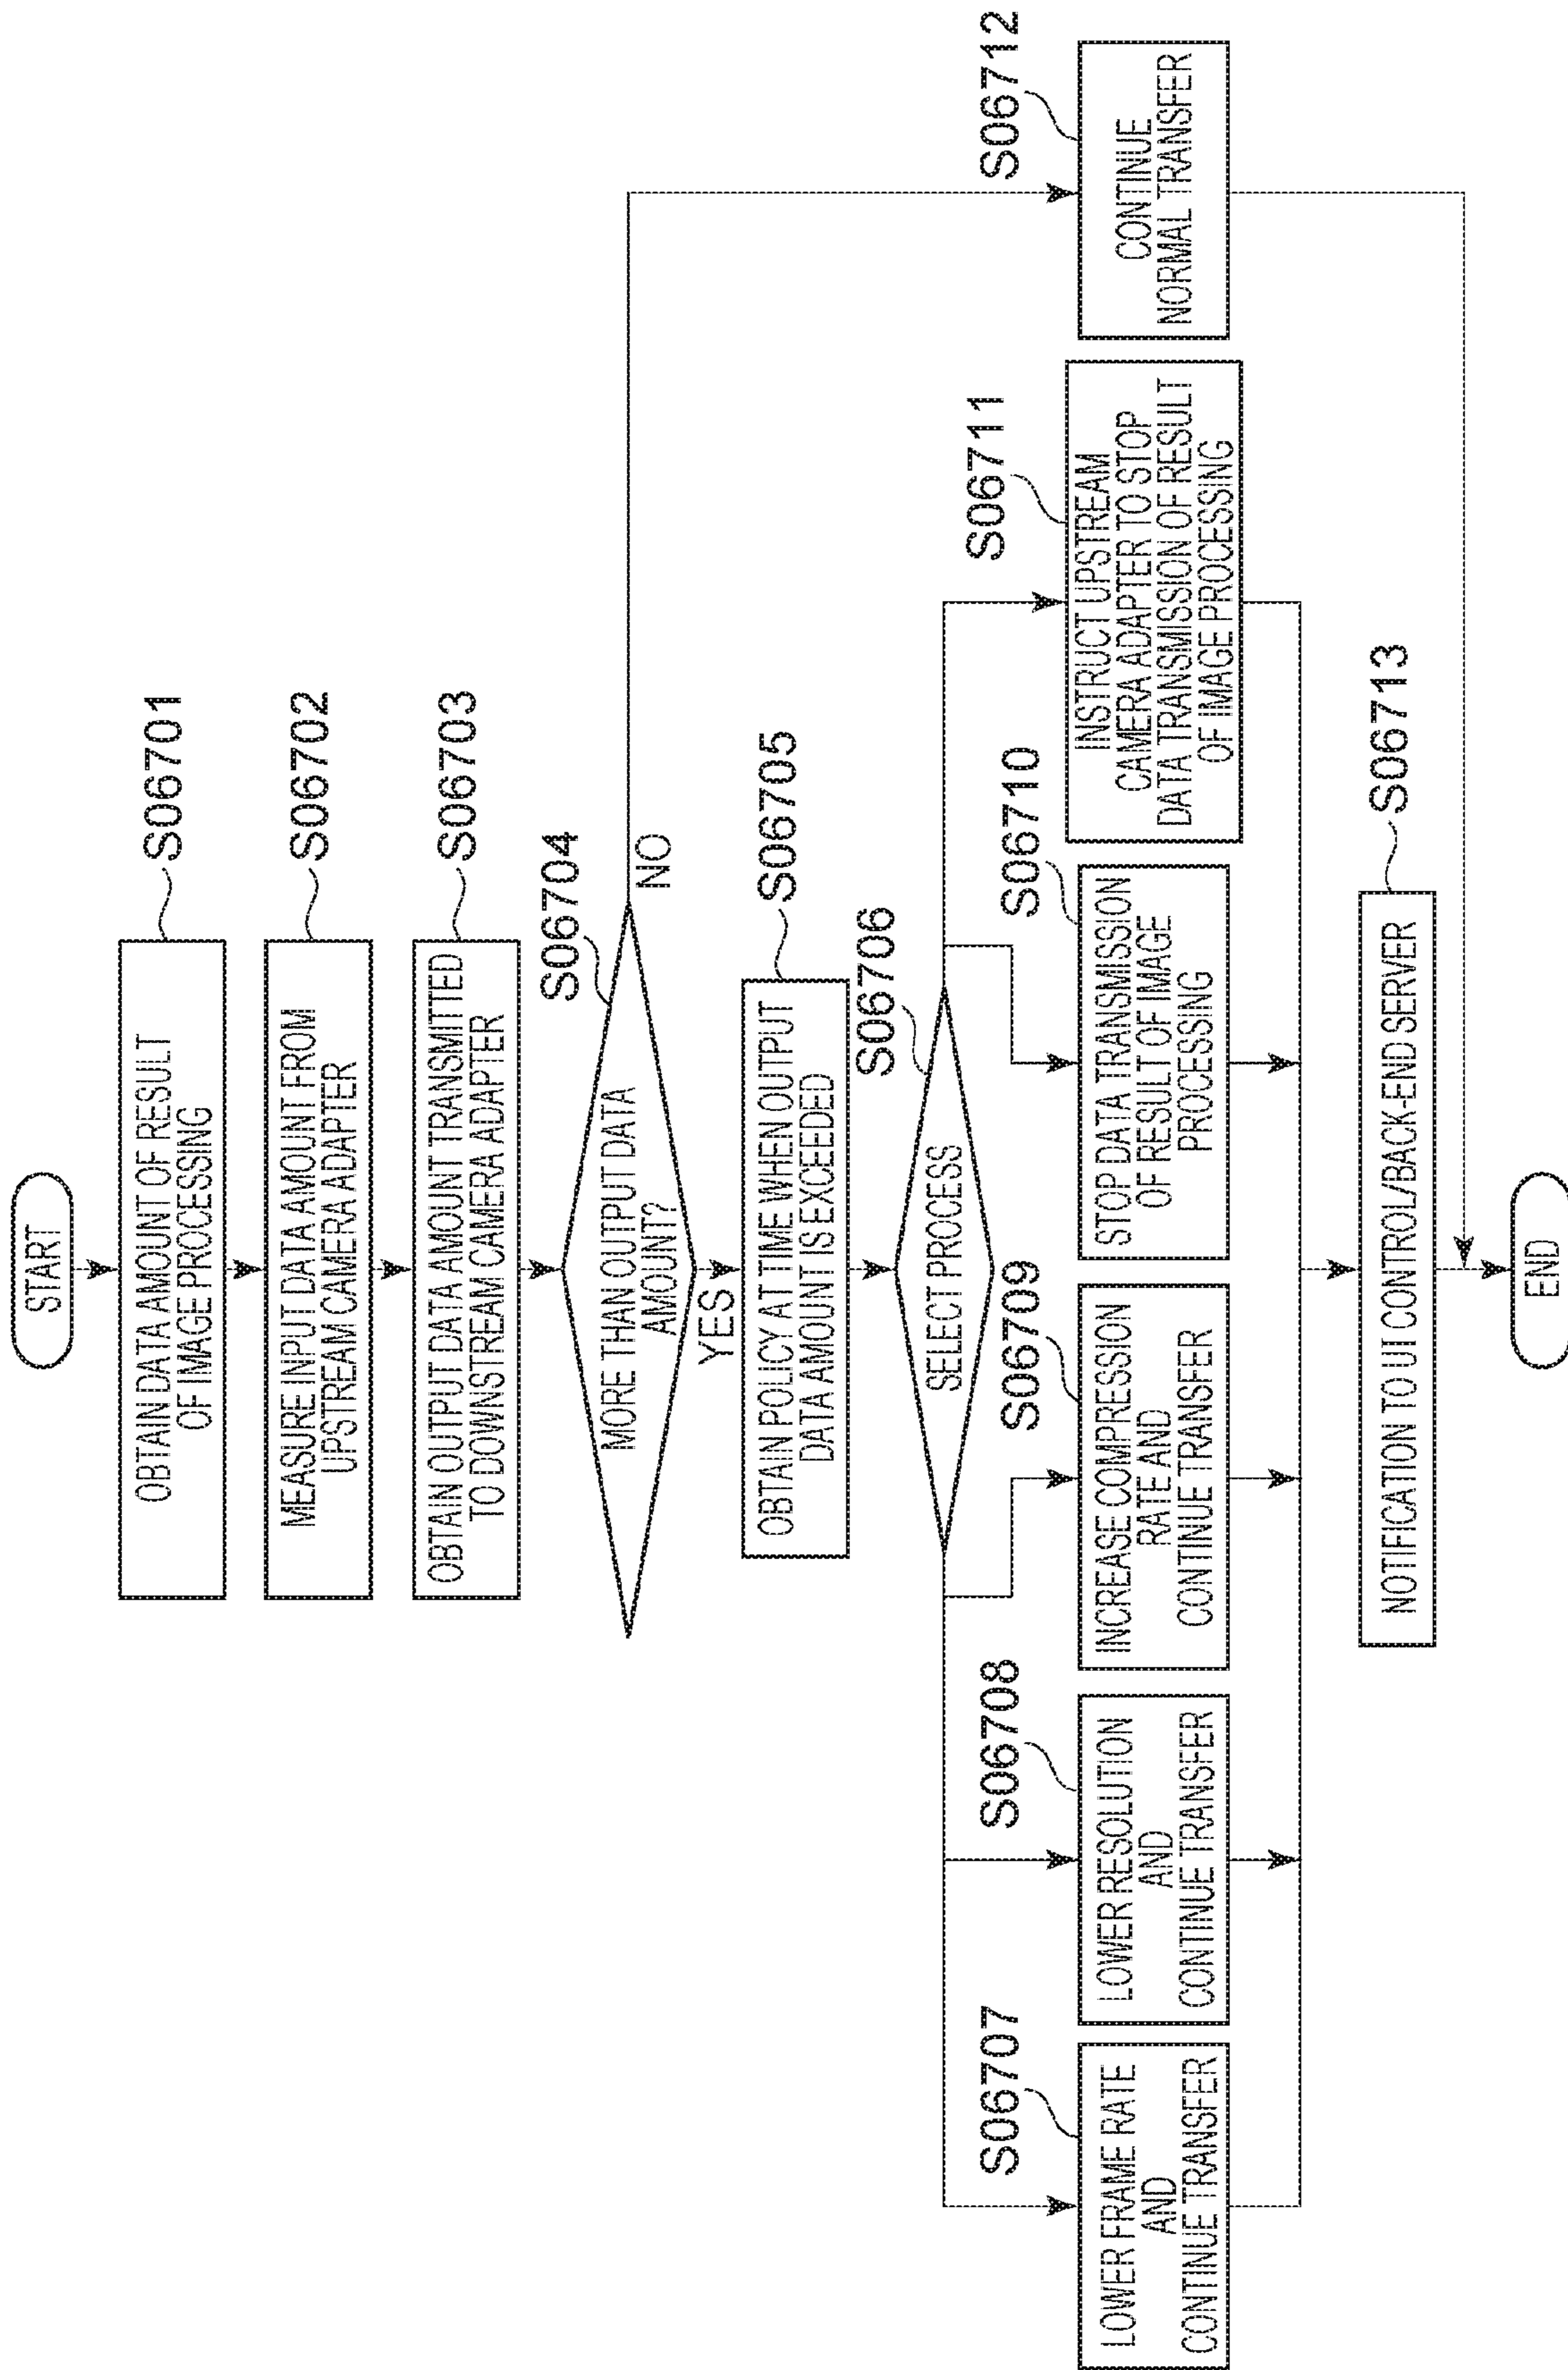 START
OBTAIN DATA AMOUNT OF RESULT
OF IMAGE PROCESSING
S06701
MEASURE INPUT DATA AMOUNT FROM
UPSTREAM CAMERA ADAPTER
S06702
OBTAIN OUTPUT DATA AMOUNT TRANSMITTED
TO DOWNSTREAM CAMERA ADAPTER
S06703
MORE THAN OUTPUT DATA
AMOUNT?
S06704
NO
YES
OBTAIN POLICY AT TIME WHEN OUTPUT
DATA AMOUNT IS EXCEEDED
S06705
SELECT PROCESS
S06706
LOWER FRAME RATE
AND
CONTINUE TRANSFER
S06707
LOWER RESOLUTION
AND
CONTINUE TRANSFER
S06708
INCREASE COMPRESSION
RATE AND
CONTINUE TRANSFER
S06709
STOP DATA TRANSMISSION
OF RESULT OF IMAGE
PROCESSING
S06710
INSTRUCT UPSTREAM
CAMERA ADAPTER TO STOP
DATA TRANSMISSION OF RESULT
OF IMAGE PROCESSING
S06711
CONTINUE
NORMAL TRANSFER
S06712
NOTIFICATION TO UI CONTROL/BACK-END SERVER
S06713
END